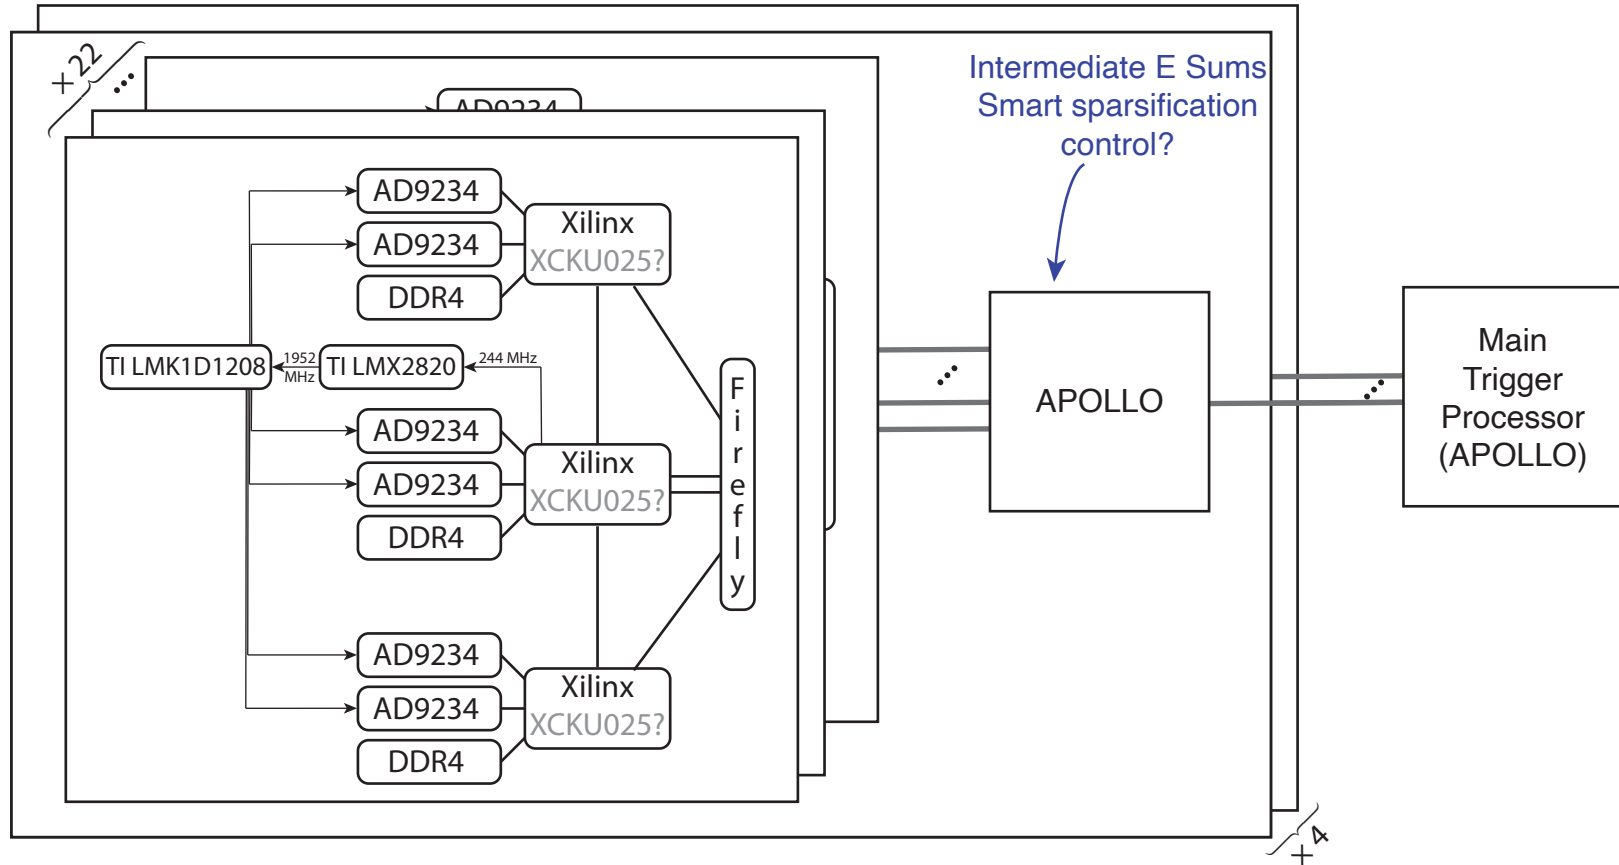 ×22
...
AD9234
Intermediate E Sums
Smart sparsification
control?
AD9234
Xilinx
XCKU025?
AD9234
DDR4
TI LMK1D1208
1952
MHz
TI LMX2820
244 MHz
Firefly
AD9234
Xilinx
XCKU025?
AD9234
DDR4
AD9234
Xilinx
XCKU025?
AD9234
DDR4
...
APOLLO
...
Main
Trigger
Processor
(APOLLO)
×4